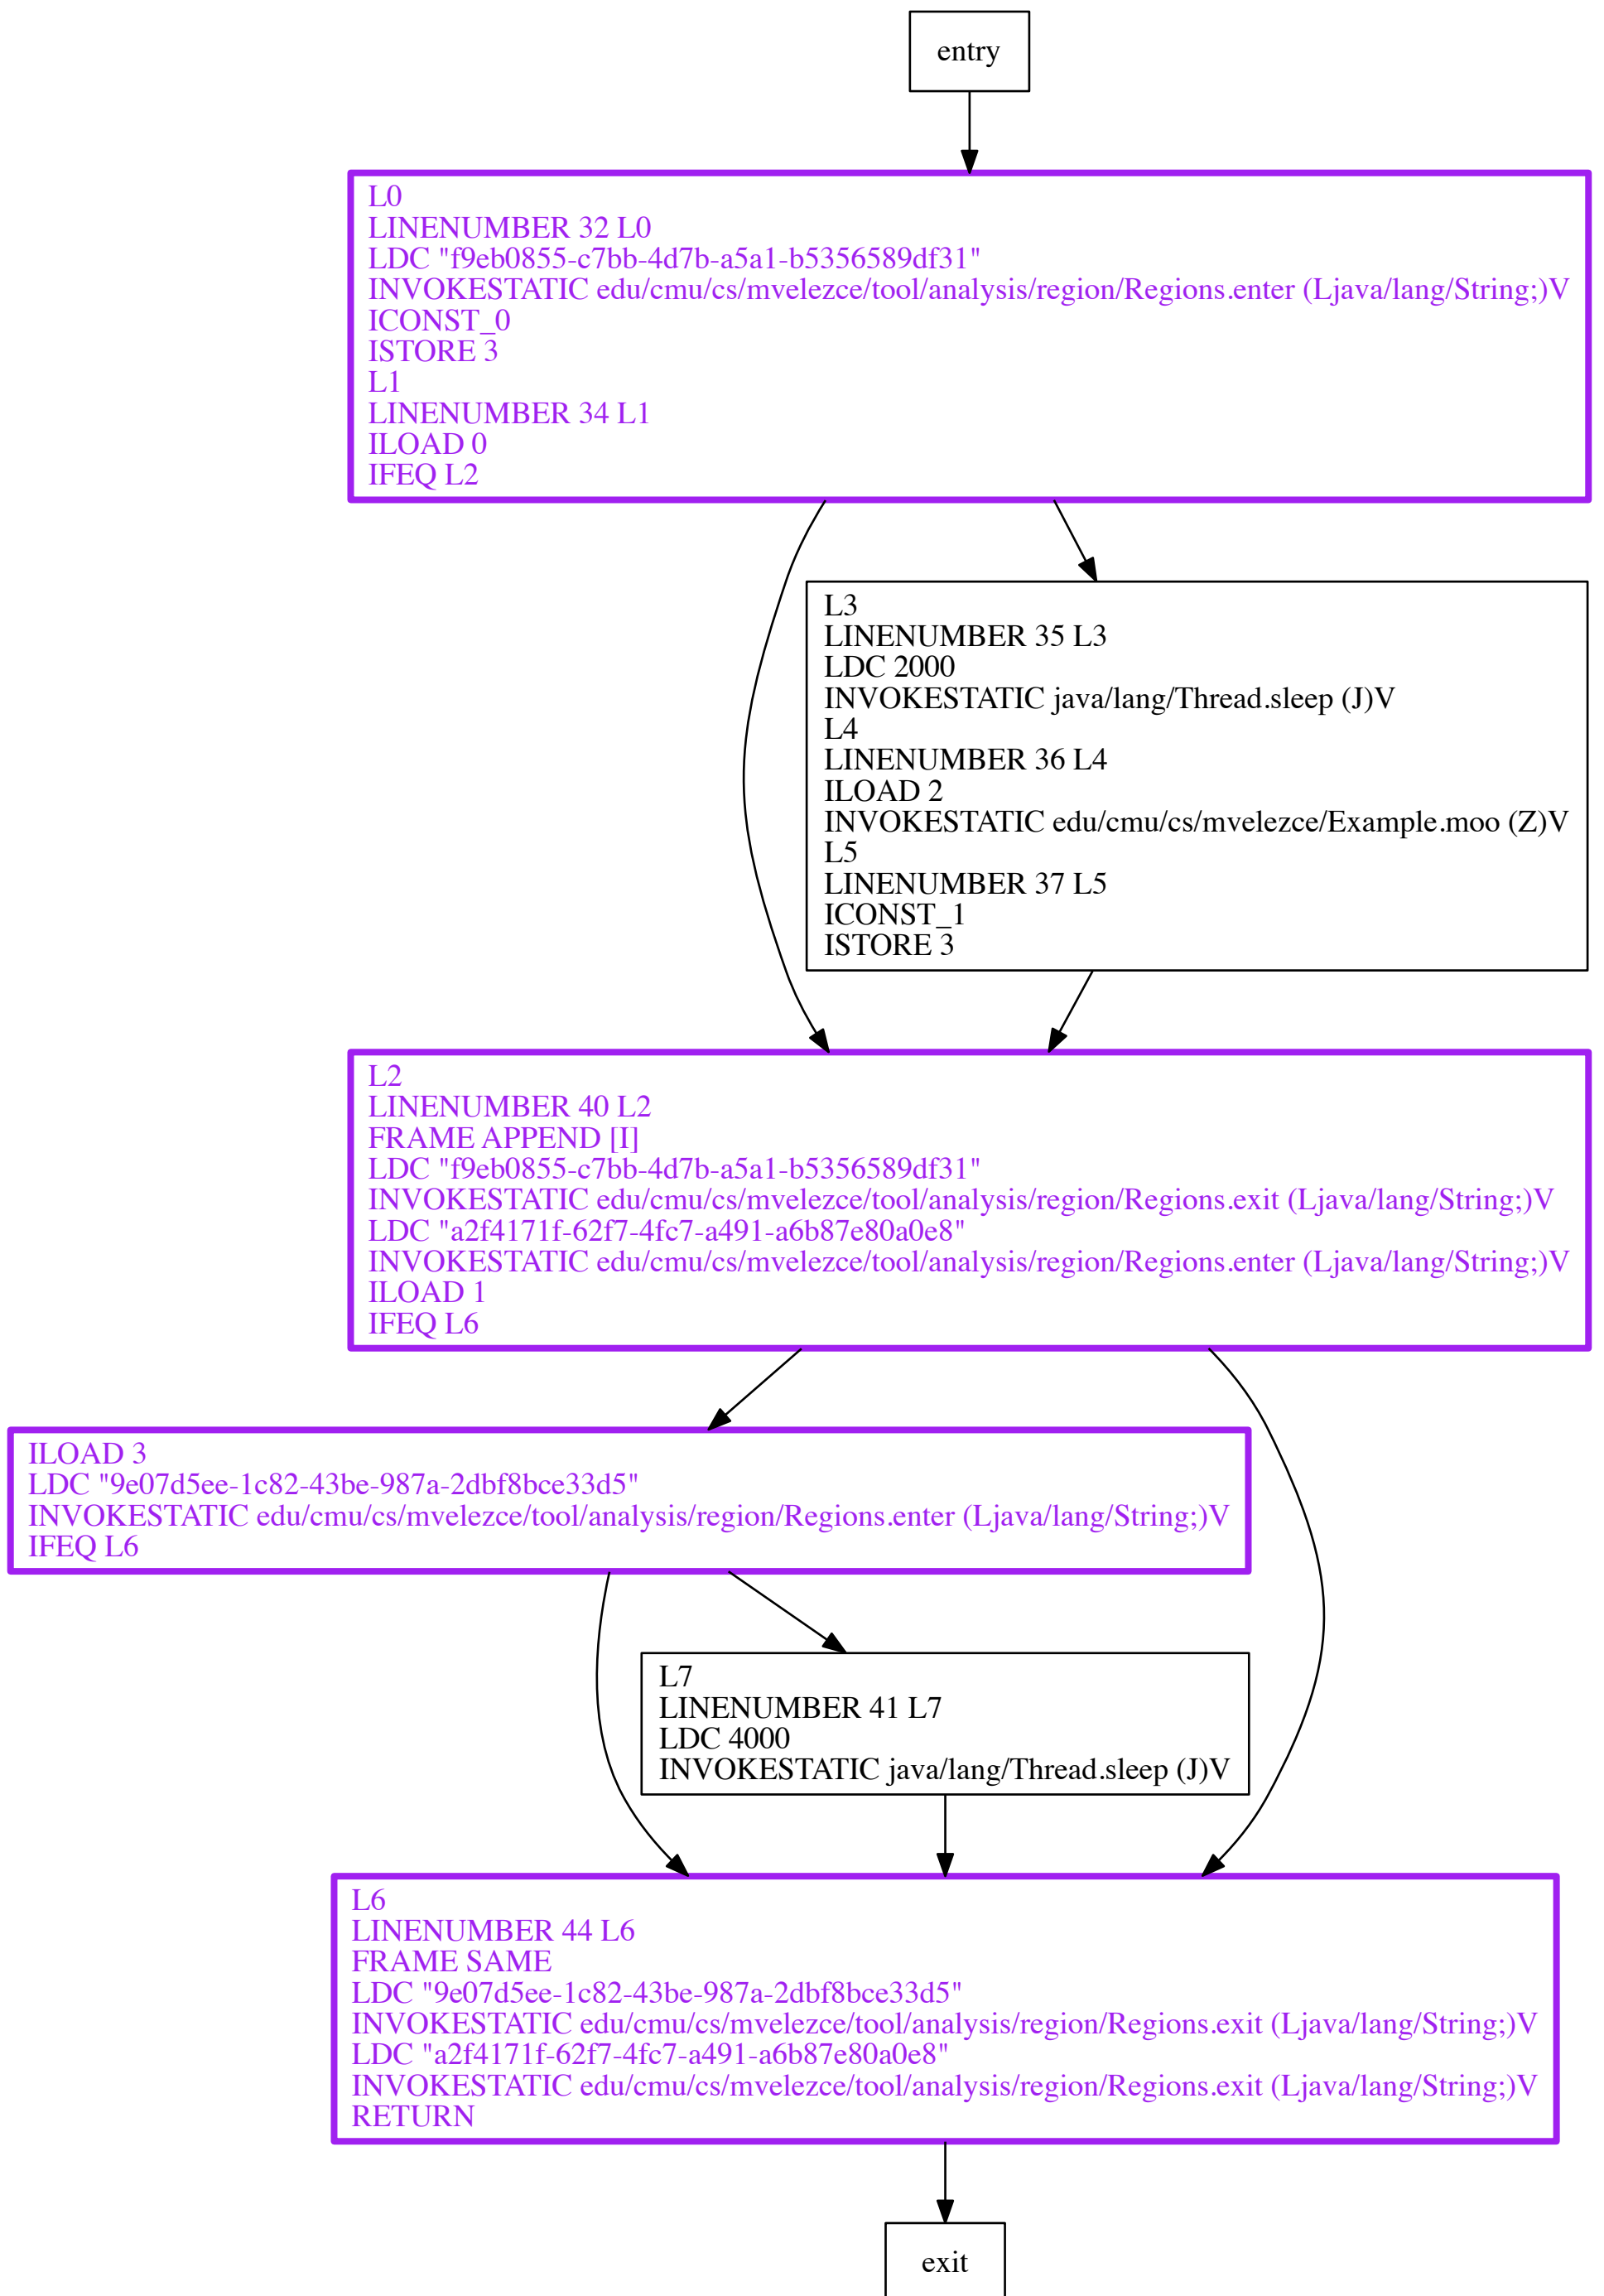 entry
L0
LINENUMBER 32 L0
LDC "f9eb0855-c7bb-4d7b-a5a1-b5356589df31"
INVOKESTATIC edu/cmu/cs/mvelezce/tool/analysis/region/Regions.enter (Ljava/lang/String;)V
ICONST_0
ISTORE 3
L1
LINENUMBER 34 L1
ILOAD 0
IFEQ L2
L3
LINENUMBER 35 L3
LDC 2000
INVOKESTATIC java/lang/Thread.sleep (J)V
L4
LINENUMBER 36 L4
ILOAD 2
INVOKESTATIC edu/cmu/cs/mvelezce/Example.moo (Z)V
L5
LINENUMBER 37 L5
ICONST_1
ISTORE 3
L2
LINENUMBER 40 L2
FRAME APPEND [I]
LDC "f9eb0855-c7bb-4d7b-a5a1-b5356589df31"
INVOKESTATIC edu/cmu/cs/mvelezce/tool/analysis/region/Regions.exit (Ljava/lang/String;)V
LDC "a2f4171f-62f7-4fc7-a491-a6b87e80a0e8"
INVOKESTATIC edu/cmu/cs/mvelezce/tool/analysis/region/Regions.enter (Ljava/lang/String;)V
ILOAD 1
IFEQ L6
ILOAD 3
LDC "9e07d5ee-1c82-43be-987a-2dbf8bce33d5"
INVOKESTATIC edu/cmu/cs/mvelezce/tool/analysis/region/Regions.enter (Ljava/lang/String;)V
IFEQ L6
L7
LINENUMBER 41 L7
LDC 4000
INVOKESTATIC java/lang/Thread.sleep (J)V
L6
LINENUMBER 44 L6
FRAME SAME
LDC "9e07d5ee-1c82-43be-987a-2dbf8bce33d5"
INVOKESTATIC edu/cmu/cs/mvelezce/tool/analysis/region/Regions.exit (Ljava/lang/String;)V
LDC "a2f4171f-62f7-4fc7-a491-a6b87e80a0e8"
INVOKESTATIC edu/cmu/cs/mvelezce/tool/analysis/region/Regions.exit (Ljava/lang/String;)V
RETURN
exit